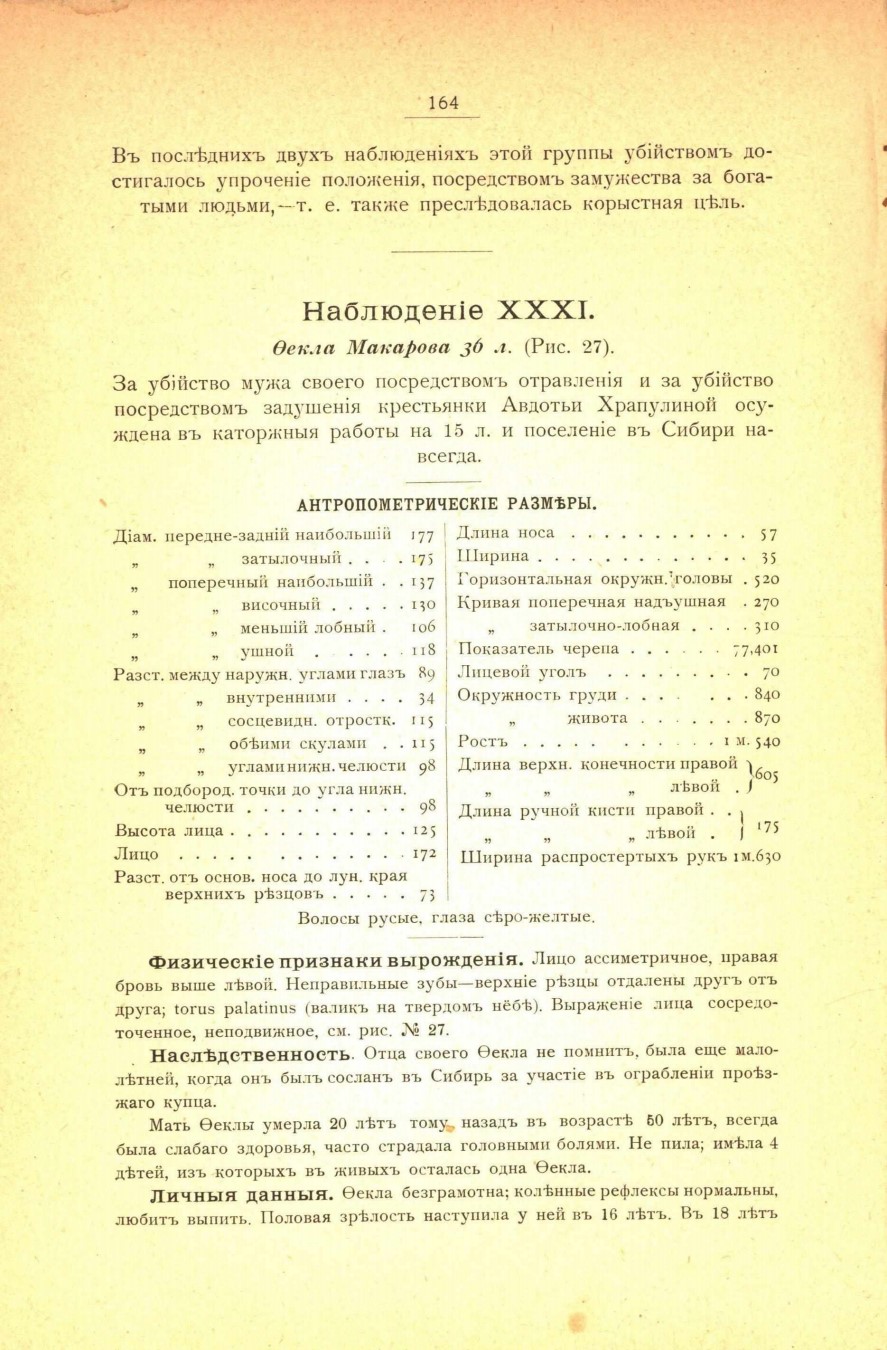 164
Въ послѣднихъ двухъ наблюденіяхъ этой группы убійствомъ до-
стигалось упроченіе положенія, посредствомъ замужества за бога-
тыми людьми,—т. е. также преслѣдовалась корыстная цѣль.
Наблюденіе XXXI.
Ѳекла Макарова 36 л. (Рис. 27).
За убійство мужа своего посредствомъ отравленія и за убійство
посредствомъ задушенія крестьянки Авдотьи Храпулиной осу-
ждена въ каторжныя работы на 15 л. и поселеніе въ Сибири на-
всегда.
АНТРОПОМЕТРИЧЕСКІЕ РАЗМѢРЫ.
Діам. передне-задній наибольшій 177
„ „ затылочный . . . 175
„ поперечный наибольшій . . 137
„ „ височный . . . . . 130
„ „ меньшій лобный . 106
„ „ ушной . . . . . 118
Разст. между наружн. углами глазъ 89
„ „ внутренними . . . . 34
„ „ сосцевидн. отростк. 115
„ „ обѣими скулами . . 115
„ „ углами нижн. челюсти 98
Отъ подбород. точки до угла нижн.
челюсти . . . . . . . . . . 98
Высота лица . . . . . . . . . . . 125
Лицо . . . . . . . . . . . . . 172
Разст. отъ основ. носа до лун. края
верхнихъ рѣзцовъ . . . . . 73
Длина носа . . . . . . . . . . . 57
Ширина . . . . . . . . . . . . . 35
Горизонтальная окружн. головы . 520
Кривая поперечная надъушная . 270
„ затылочно-лобная . . . . 310
Показатель черепа . . . . . . 77,401
Лицевой уголъ . . . . . . . . . 70
Окружность груди . . . . . . . 840
„ живота . . . . . . . 870
Ростъ . . . . . . . . . . . 1 м. 540
Длина верхн. конечности правой }
„ „ „ лѣвой . } 605
Длина ручной кисти правой . . }
„ „ „ лѣвой . } 175
Ширина распростертыхъ рукъ 1м.630
Волосы русые, глаза сѣро-желтые.
Физическіе признаки вырожденія. Лицо ассиметричное, правая
бровь выше лѣвой. Неправильные зубы—верхніе рѣзцы отдалены другъ отъ
друга; torus palatinus (валикъ на твердомъ нёбѣ). Выраженіе лица сосредо-
точенное, неподвижное, см. рис. № 27.
Наслѣдственность. Отца своего Ѳекла не помнитъ, была еще мало-
лѣтней, когда онъ былъ сосланъ въ Сибирь за участіе въ ограбленіи проѣз-
жаго купца.
Мать Ѳеклы умерла 20 лѣтъ тому назадъ въ возрастѣ 50 лѣтъ, всегда
была слабаго здоровья, часто страдала головными болями. Не пила; имѣла 4
дѣтей, изъ которыхъ въ живыхъ осталась одна Ѳекла.
Личныя данныя. Ѳекла безграмотна; колѣнные рефлексы нормальны,
любитъ выпить. Половая зрѣлость наступила у ней въ 16 лѣтъ. Въ 18 лѣтъ